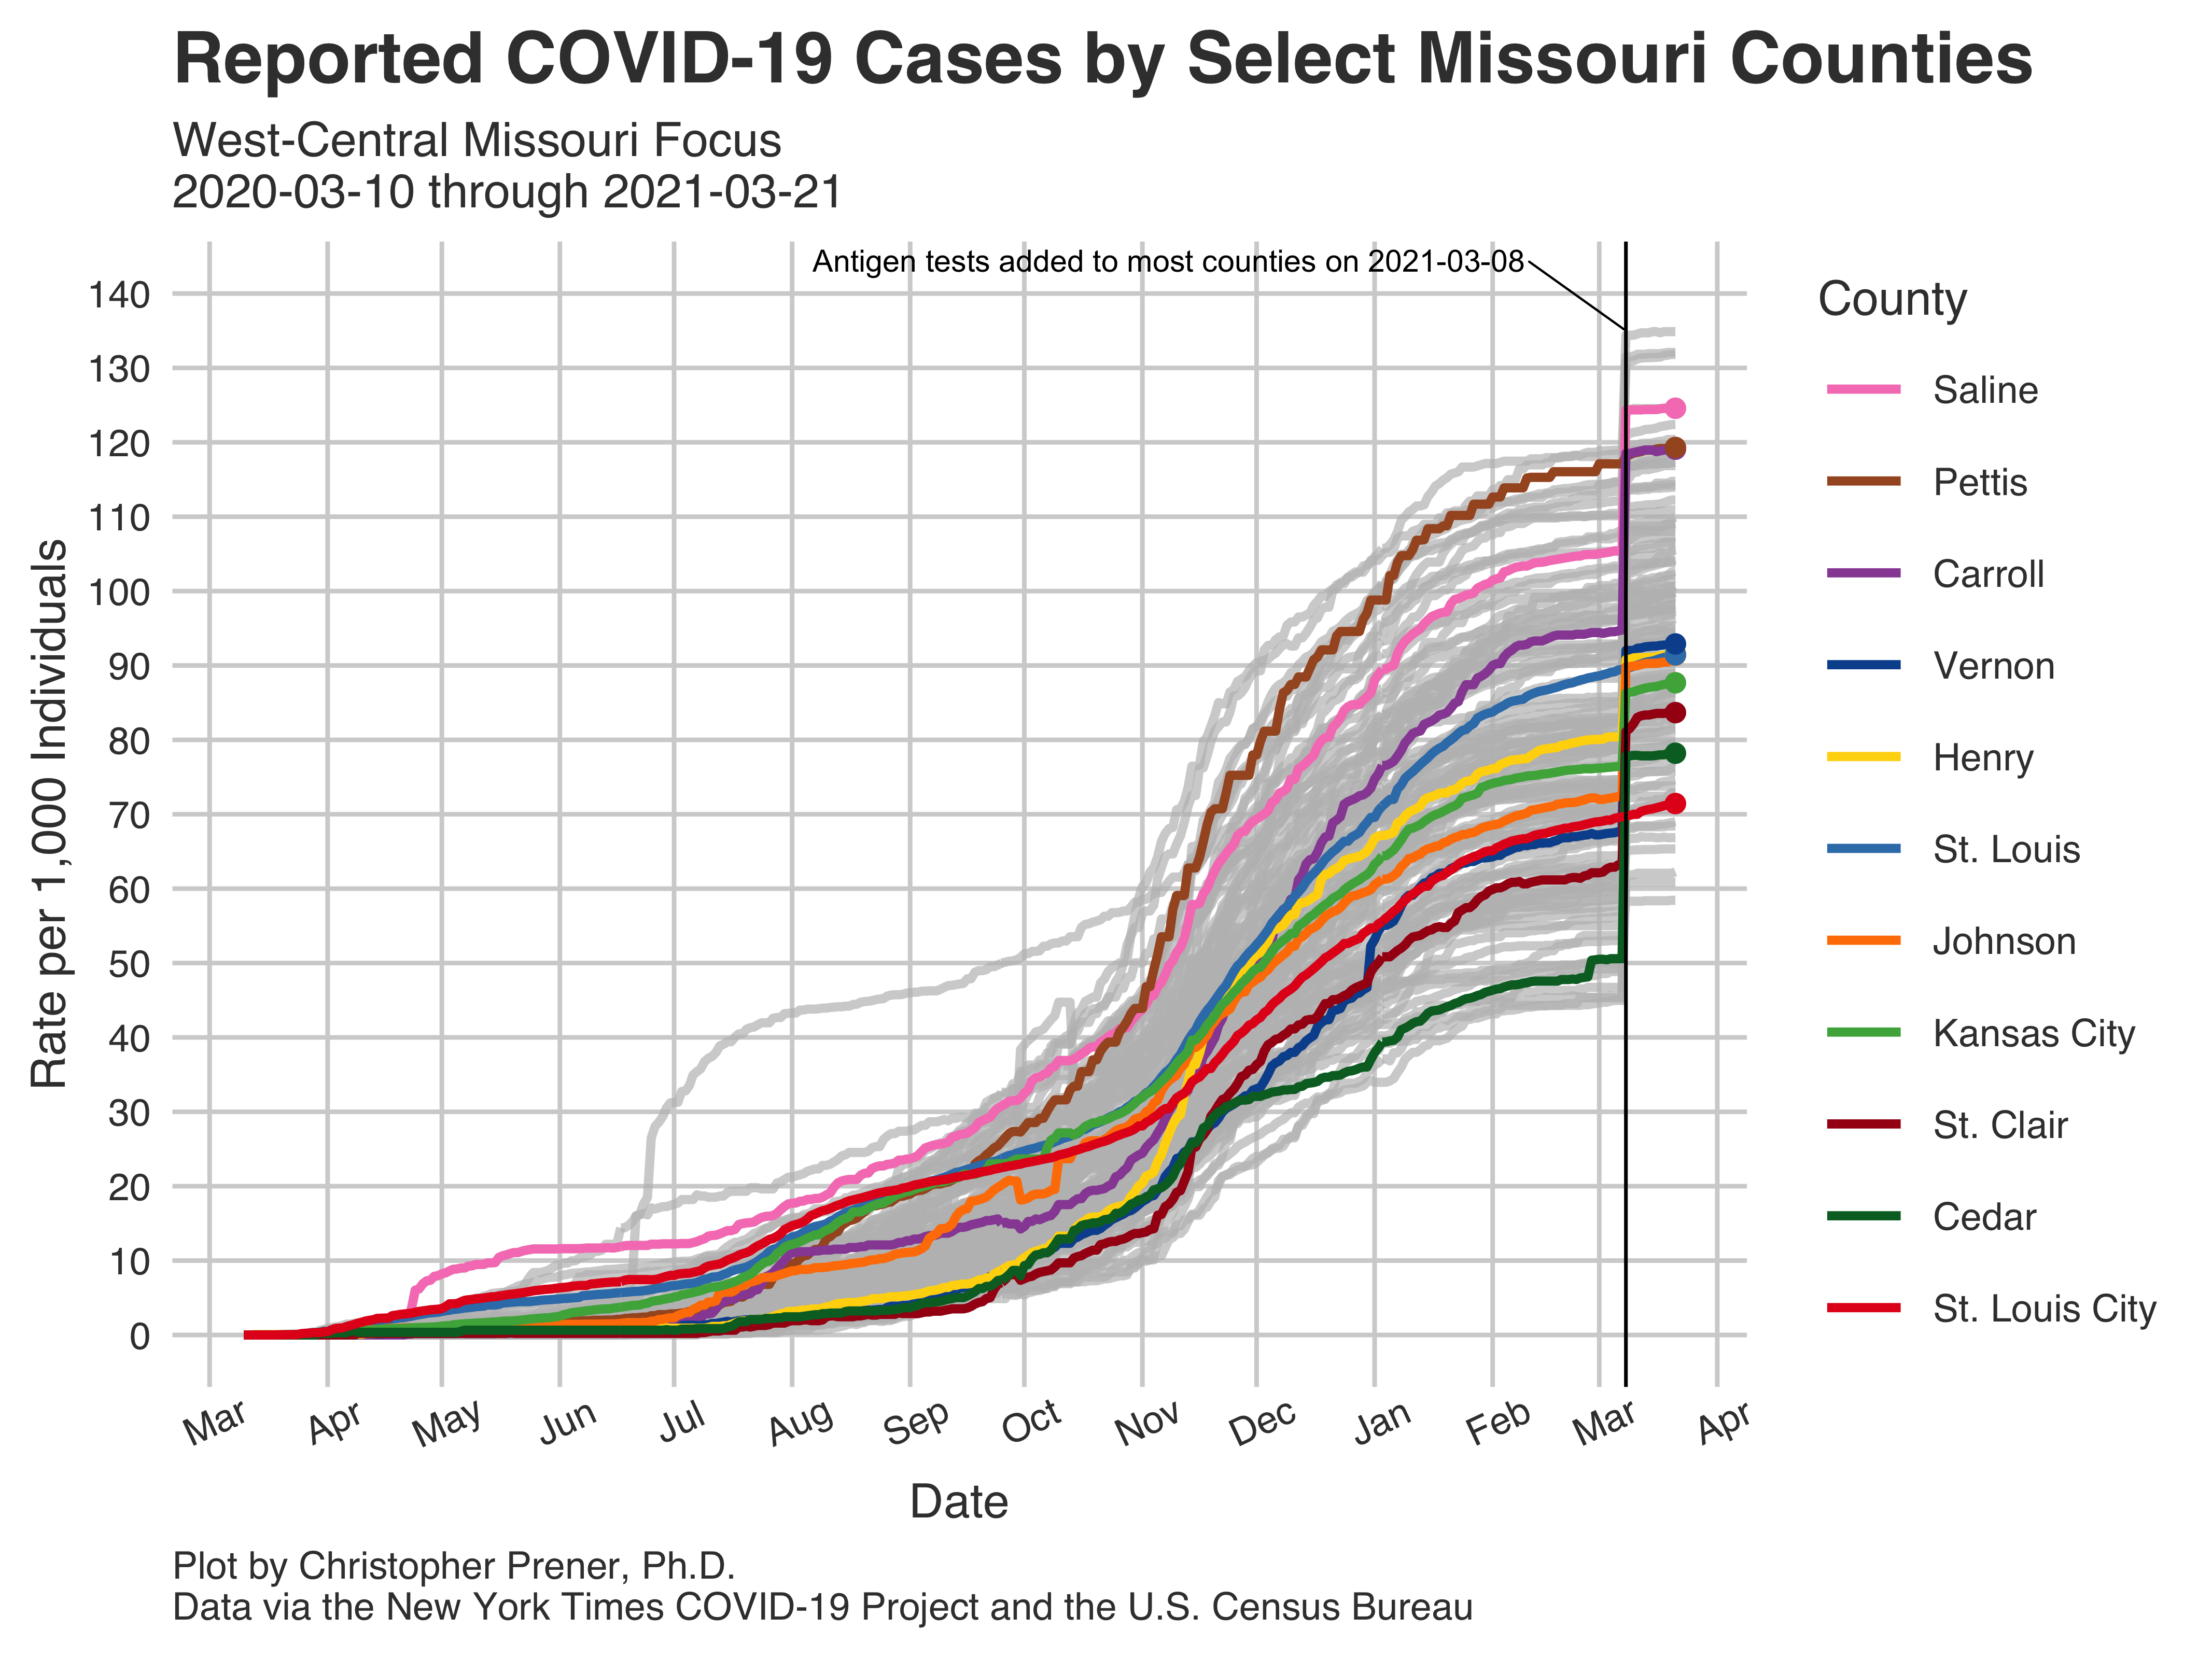 Reported COVID-19 Cases by Select Missouri Counties
West-Central Missouri Focus
2020-03-10 through 2021-03-21
Antigen tests added to most counties on 2021-03-08
Rate per 1,000 Individuals
140
130
120
110
100
90
80
70
60
50
40
30
20
10
0
Mar
Apr
May
Jun
Jul
Aug
Sep
Oct
Nov
Dec
Jan
Feb
Mar
Apr
Date
County
Saline
Pettis
Carroll
Vernon
Henry
St. Louis
Johnson
Kansas City
St. Clair
Cedar
St. Louis City
Plot by Christopher Prener, Ph.D.
Data via the New York Times COVID-19 Project and the U.S. Census Bureau